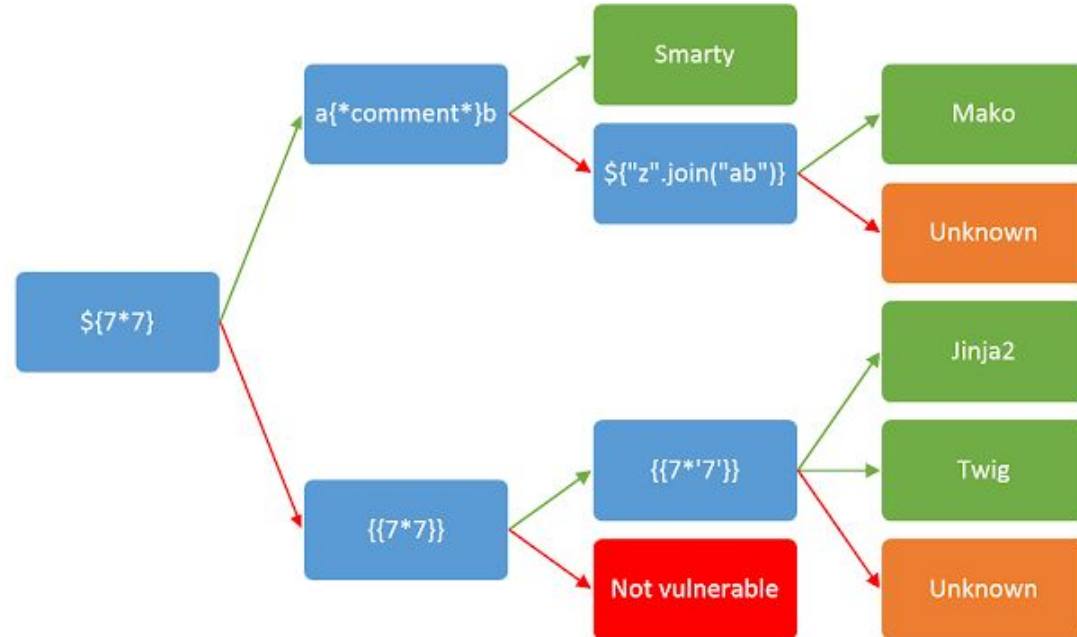 Smarty
a{*comment*}b
Mako
${"z".join("ab")}
Unknown
${7*7}
Jinja2
{{7*'7'}}
Twig
{{7*7}}
Not vulnerable
Unknown